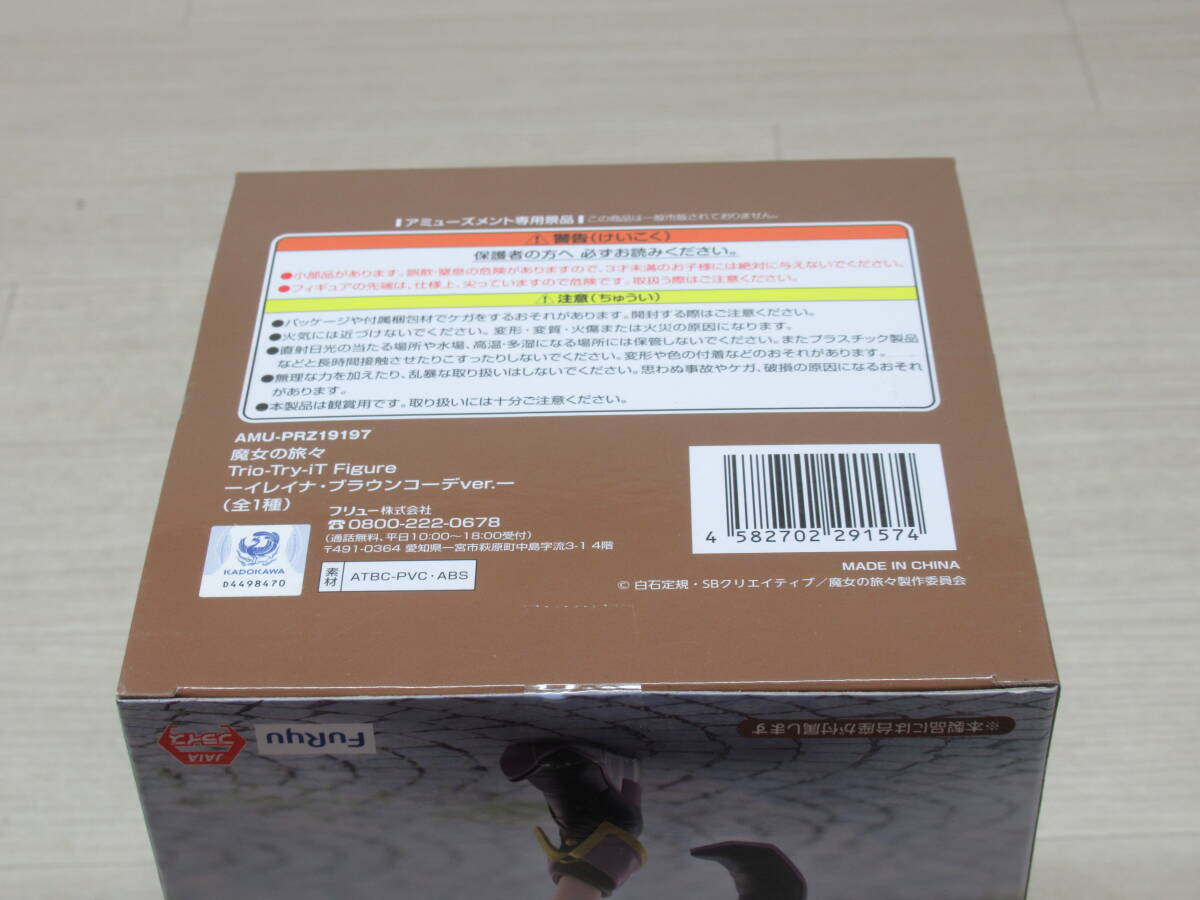 アミューズメント専用景品 この商品は一般市販されておりません。
警告(けいこく)
保護者の方へ 必ずお読みください。
●小部品があります。誤飲・窒息の危険がありますので、3才未満のお子様には絶対に与えないでください。
●フィギュアの先端は、仕様上、尖っていますので危険です。取扱う際はご注意ください。
注意(ちゅうい)
●パッケージや付属梱包材でケガをするおそれがあります。開封する際はご注意ください。
●火気には近づけないでください。変形・変質・火傷または火災の原因になります。
●直射日光の当たる場所や水場、高温・多湿になる場所には保管しないでください。またプラスチック製品
などと長時間接触させたりこすったりしないでください。変形や色の付着などのおそれがあります。
●無理な力を加えたり、乱暴な取り扱いはしないでください。思わぬ事故やケガ、破損の原因になるおそれ
があります。
●本製品は観賞用です。取り扱いには十分ご注意ください。
AMU-PRZ19197
魔女の旅々
Trio-Try-iT Figure
ーイレイナ・ブラウンコーデver.ー
(全1種)
フリュー株式会社
☎0800-222-0678
(通話無料、平日10:00~18:00受付)
〒491-0364 愛知県一宮市萩原町中島字流3-1 4階
KADOKAWA
D4498470
素材 ATBC-PVC・ABS
4 582702 291574
MADE IN CHINA
© 白石定規・SBクリエイティブ/魔女の旅々製作委員会
JAIA
プライズ
FuRyu
※本製品には台座が付属します